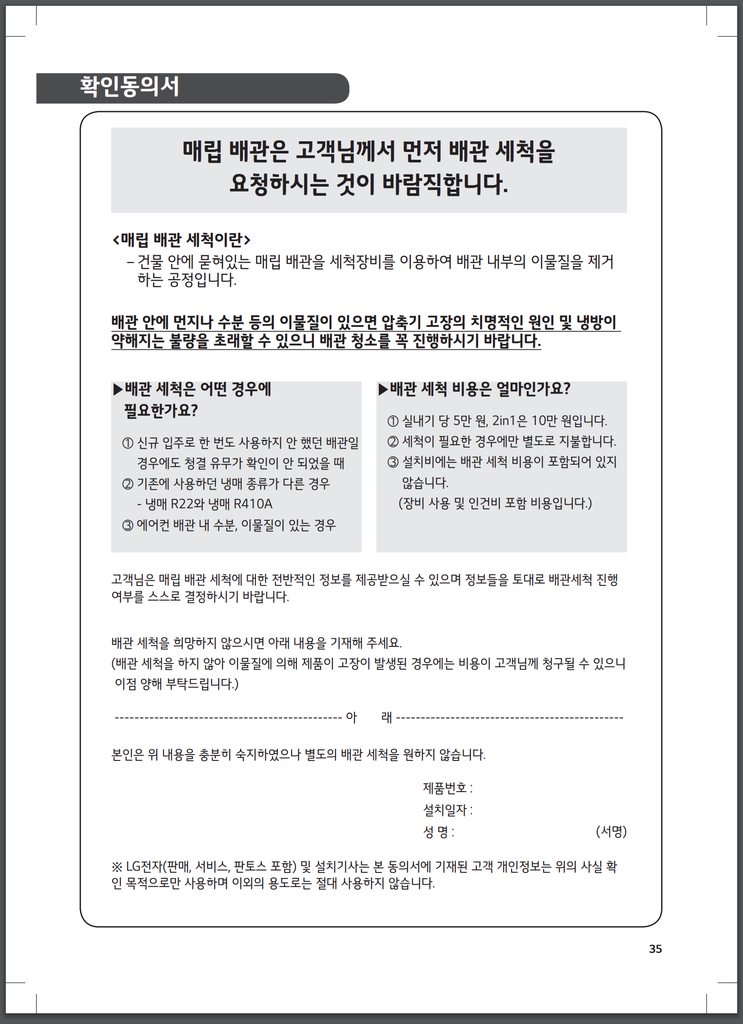 확인동의서
매립 배관은 고객님께서 먼저 배관 세척을
요청하시는 것이 바람직합니다.
<매립 배관 세척이란>
– 건물 안에 묻혀있는 매립 배관을 세척장비를 이용하여 배관 내부의 이물질을 제거
하는 공정입니다.
배관 안에 먼지나 수분 등의 이물질이 있으면 압축기 고장의 치명적인 원인 및 냉방이
약해지는 불량을 초래할 수 있으니 배관 청소를 꼭 진행하시기 바랍니다.
▶배관 세척은 어떤 경우에
필요한가요?
① 신규 입주로 한 번도 사용하지 안 했던 배관일
경우에도 청결 유무가 확인이 안 되었을 때
② 기존에 사용하던 냉매 종류가 다른 경우
- 냉매 R22와 냉매 R410A
③ 에어컨 배관 내 수분, 이물질이 있는 경우
▶배관 세척 비용은 얼마인가요?
① 실내기 당 5만 원, 2in1은 10만 원입니다.
② 세척이 필요한 경우에만 별도로 지불합니다.
③ 설치비에는 배관 세척 비용이 포함되어 있지
않습니다.
(장비 사용 및 인건비 포함 비용입니다.)
고객님은 매립 배관 세척에 대한 전반적인 정보를 제공받으실 수 있으며 정보들을 토대로 배관세척 진행
여부를 스스로 결정하시기 바랍니다.
배관 세척을 희망하지 않으시면 아래 내용을 기재해 주세요.
(배관 세척을 하지 않아 이물질에 의해 제품이 고장이 발생된 경우에는 비용이 고객님께 청구될 수 있으니
이점 양해 부탁드립니다.)
---------------------------------------------- 아 래 ----------------------------------------------
본인은 위 내용을 충분히 숙지하였으나 별도의 배관 세척을 원하지 않습니다.
제품번호 :
설치일자 :
성 명 : (서명)
※ LG전자(판매, 서비스, 판토스 포함) 및 설치기사는 본 동의서에 기재된 고객 개인정보는 위의 사실 확
인 목적으로만 사용하며 이외의 용도로는 절대 사용하지 않습니다.
35